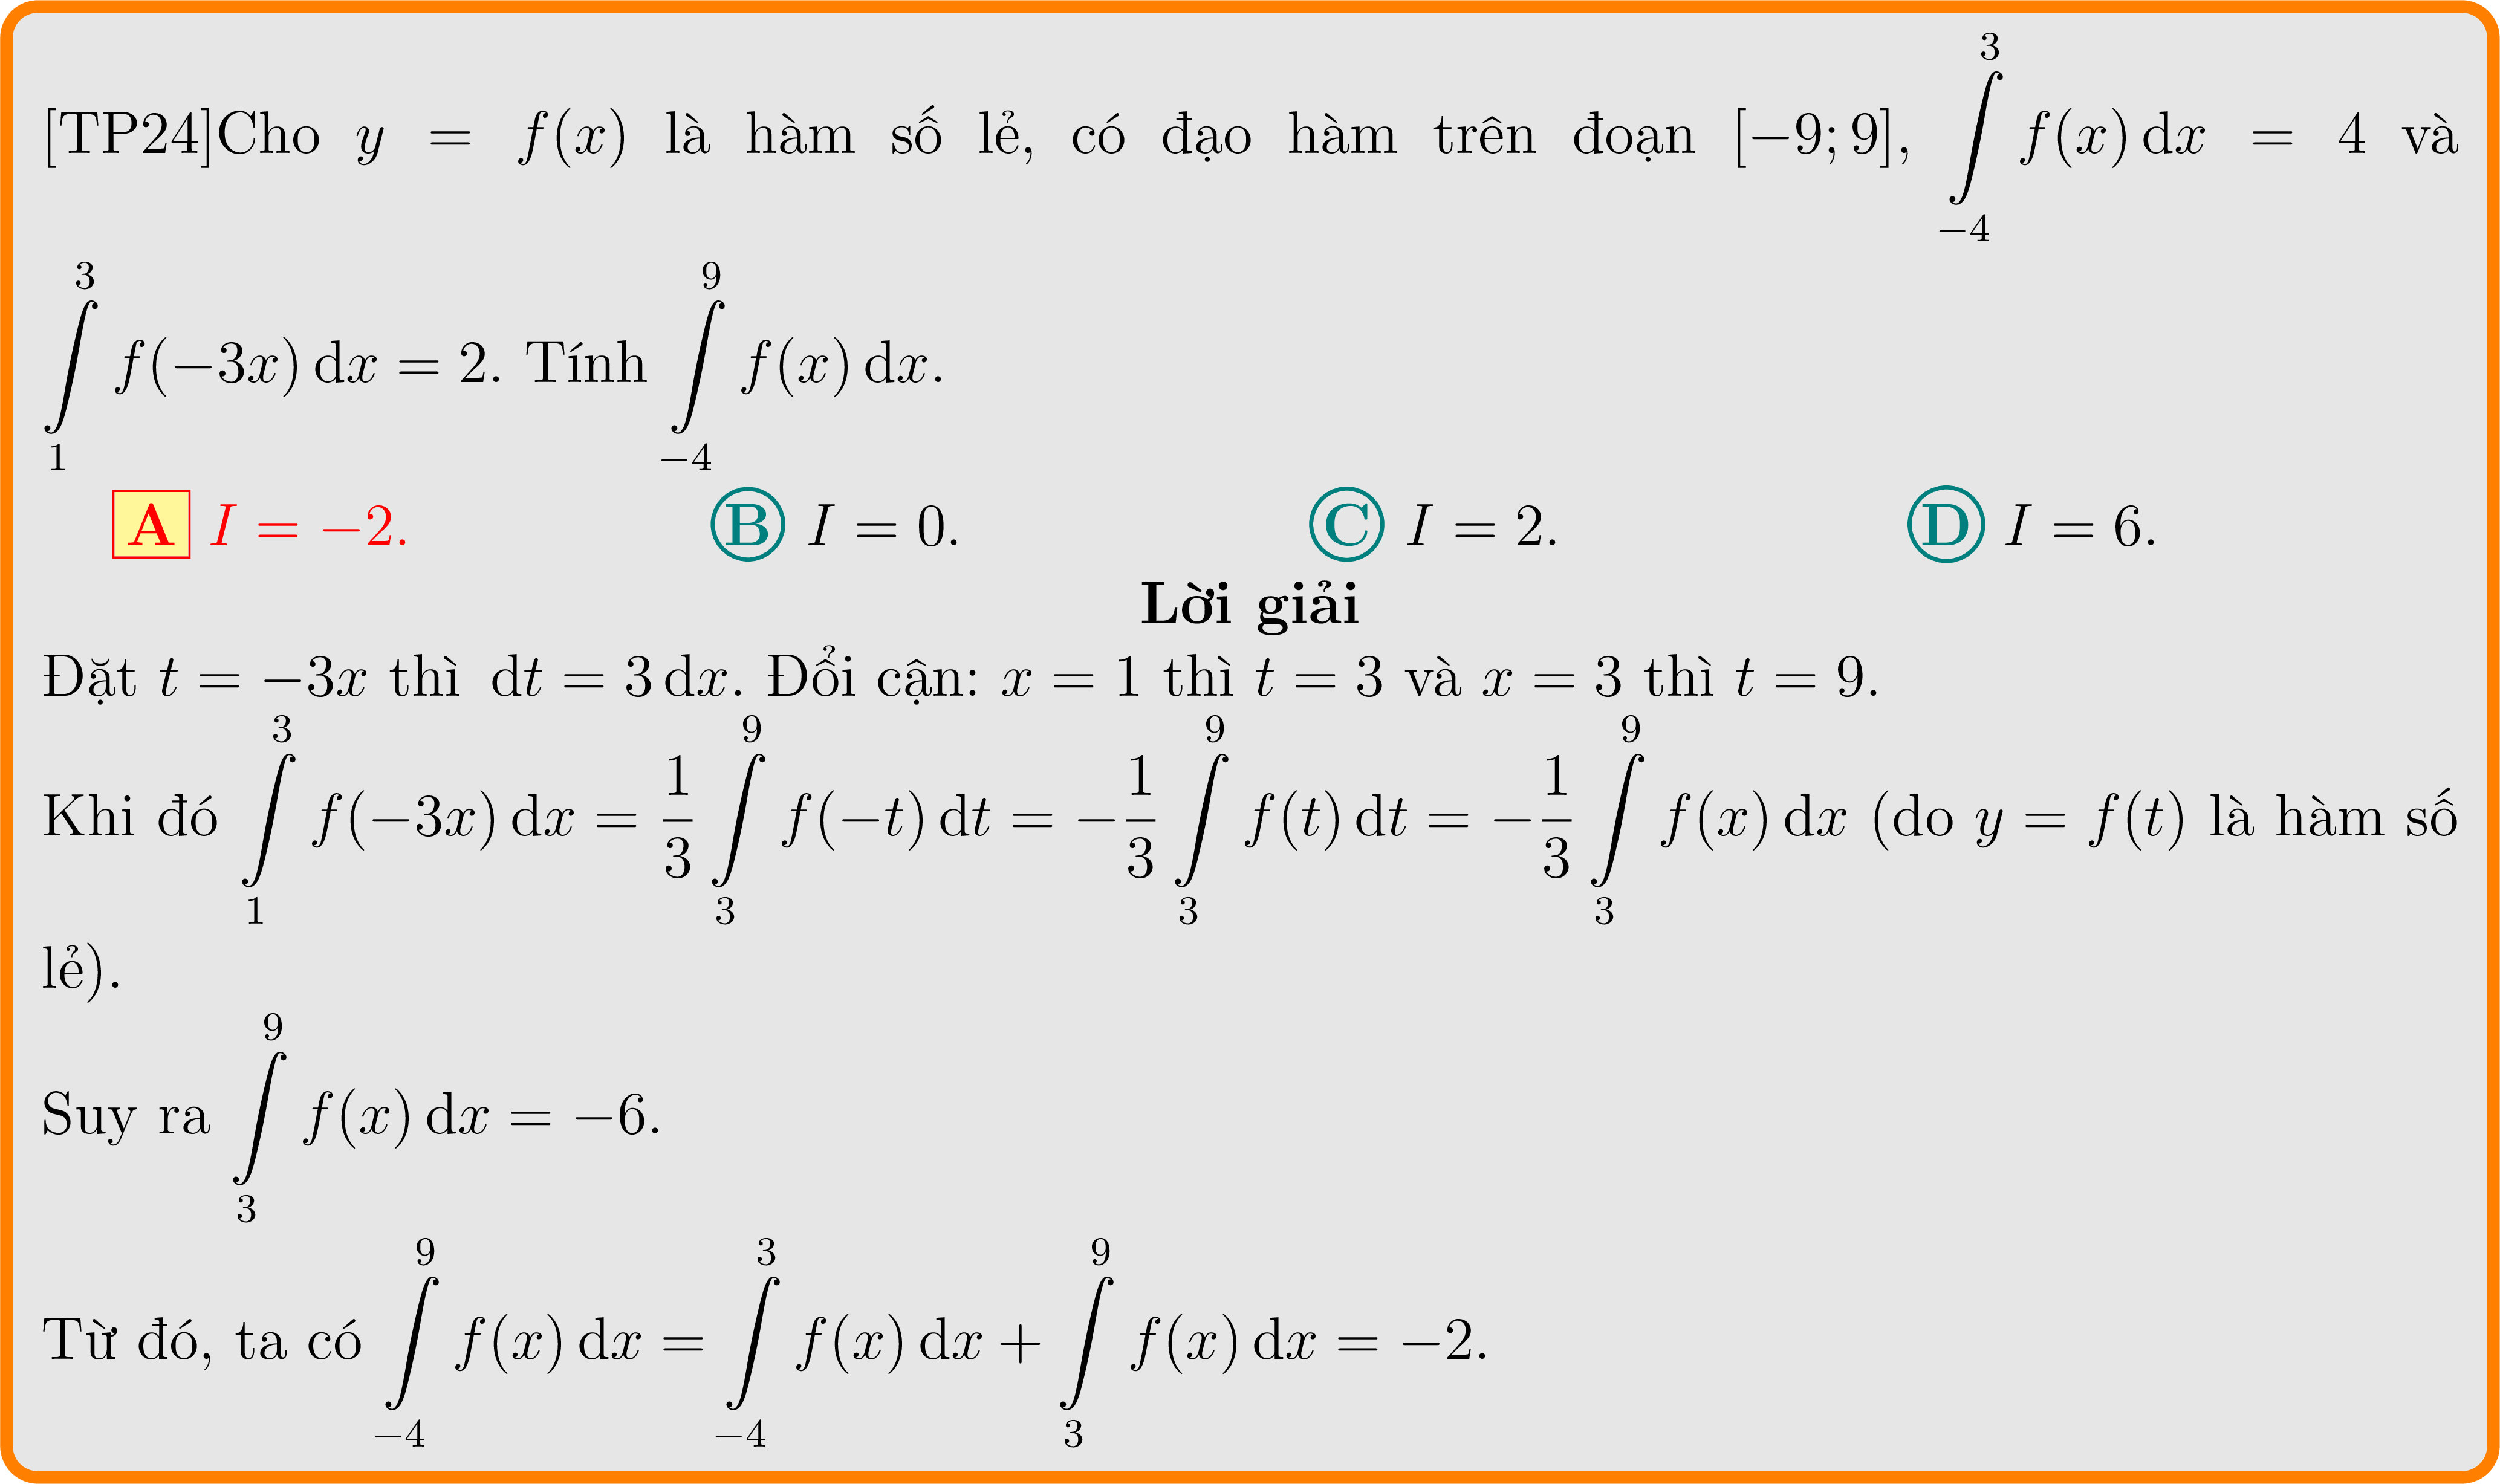 [TP24]Cho $y = f(x)$ là hàm số lẻ, có đạo hàm trên đoạn $[-9; 9]$, $\int\limits_{-4}^{3} f(x)\,\mathrm{d}x = 4$ và
$\int\limits_{1}^{3} f(-3x)\,\mathrm{d}x = 2$. Tính $\int\limits_{-4}^{9} f(x)\,\mathrm{d}x$.
A $I = -2.$ B $I = 0.$ C $I = 2.$ D $I = 6.$
Lời giải
Đặt $t = -3x$ thì $\mathrm{d}t = 3\,\mathrm{d}x$. Đổi cận: $x = 1$ thì $t = 3$ và $x = 3$ thì $t = 9$.
Khi đó $\int\limits_{1}^{3} f(-3x)\,\mathrm{d}x = \dfrac{1}{3}\int\limits_{3}^{9} f(-t)\,\mathrm{d}t = -\dfrac{1}{3}\int\limits_{3}^{9} f(t)\,\mathrm{d}t = -\dfrac{1}{3}\int\limits_{3}^{9} f(x)\,\mathrm{d}x$ (do $y = f(t)$ là hàm số
lẻ).
Suy ra $\int\limits_{3}^{9} f(x)\,\mathrm{d}x = -6$.
Từ đó, ta có $\int\limits_{-4}^{9} f(x)\,\mathrm{d}x = \int\limits_{-4}^{3} f(x)\,\mathrm{d}x + \int\limits_{3}^{9} f(x)\,\mathrm{d}x = -2$.